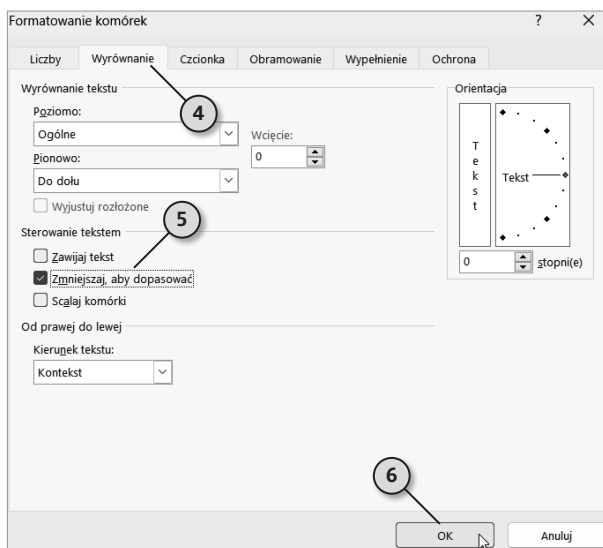 Formatowanie komórek ? ✕
Liczby Wyrównanie Czcionka Obramowanie Wypełnienie Ochrona
Wyrównanie tekstu
Poziomo:
4
Ogólne
Wcięcie:
0
Pionowo:
Do dołu
Wyjustuj rozłożone
5
Sterowanie tekstem
Zawijaj tekst
Zmniejszaj, aby dopasować
Scalaj komórki
Od prawej do lewej
Kierunek tekstu:
Kontekst
Orientacja
Tekst
Tekst
0 stopni(e)
6
OK Anuluj